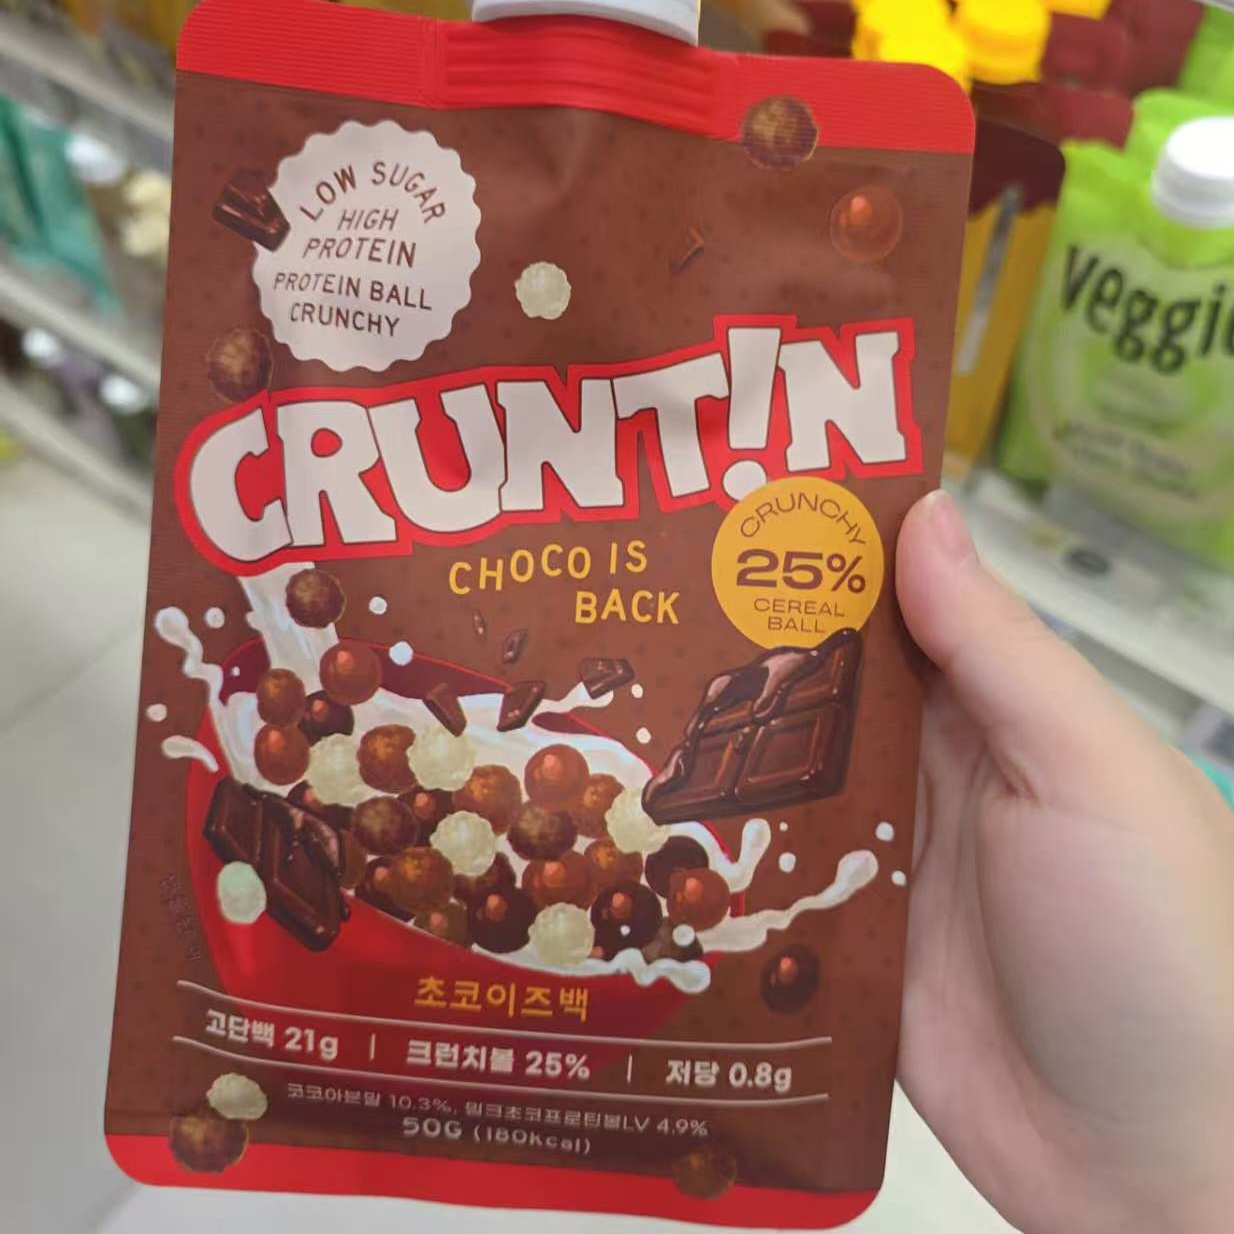 LOW SUGAR
HIGH
PROTEIN
PROTEIN BALL
CRUNCHY
CRUNT!N
CHOCO IS
BACK
CRUNCHY
25%
CEREAL
BALL
초코이즈백
고단백 21g | 크런치볼 25% | 저당 0.8g
코코아분말 10.3%, 밀크초코프로틴볼LV 4.9%
50G (180kcal)
veggie